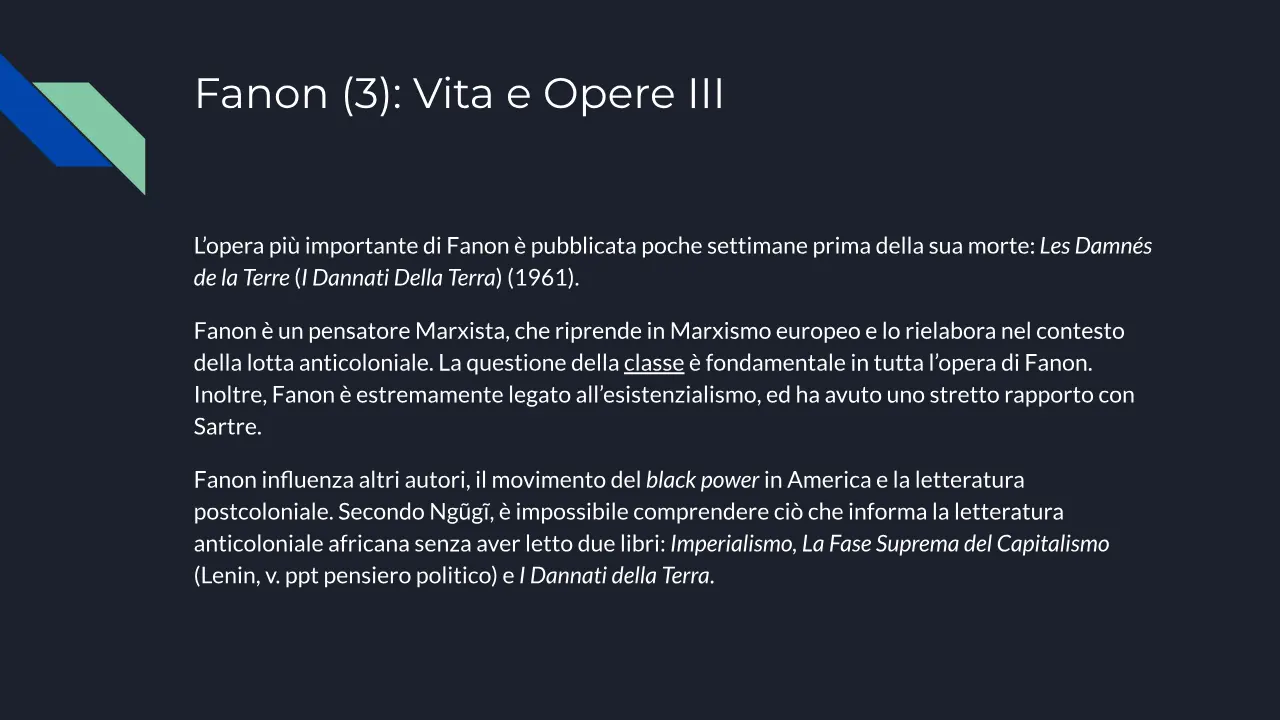 Fanon (3): Vita e Opere III
L’opera più importante di Fanon è pubblicata poche settimane prima della sua morte: Les Damnés
de la Terre (I Dannati Della Terra) (1961).
Fanon è un pensatore Marxista, che riprende in Marxismo europeo e lo rielabora nel contesto
della lotta anticoloniale. La questione della classe è fondamentale in tutta l’opera di Fanon.
Inoltre, Fanon è estremamente legato all’esistenzialismo, ed ha avuto uno stretto rapporto con
Sartre.
Fanon influenza altri autori, il movimento del black power in America e la letteratura
postcoloniale. Secondo Ngũgĩ, è impossibile comprendere ciò che informa la letteratura
anticoloniale africana senza aver letto due libri: Imperialismo, La Fase Suprema del Capitalismo
(Lenin, v. ppt pensiero politico) e I Dannati della Terra.